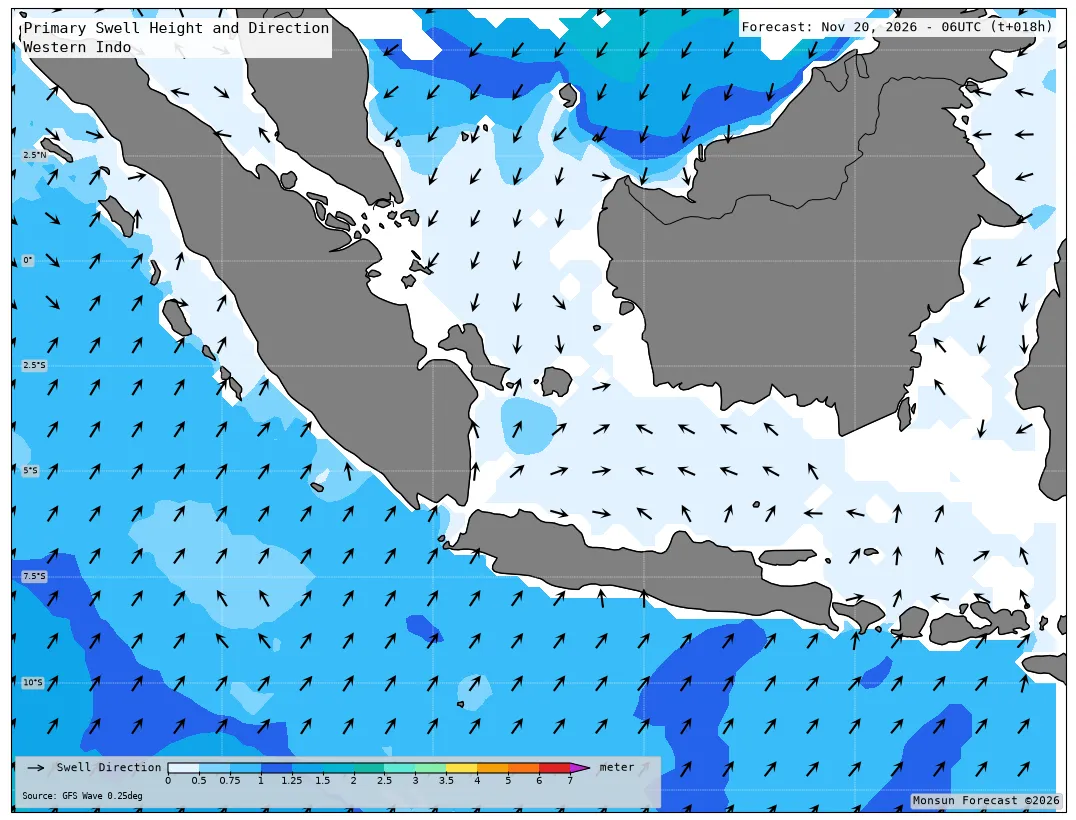 Primary Swell Height and Direction
Western Indo
Forecast: Nov 20, 2026 - 06UTC (t+018h)
2.5°N
0°
2.5°S
5°S
7.5°S
10°S
Swell Direction
meter
0 0.5 0.75 1 1.25 1.5 2 2.5 3 3.5 4 5 6 7
Source: GFS Wave 0.25deg
Monsun Forecast ©2026